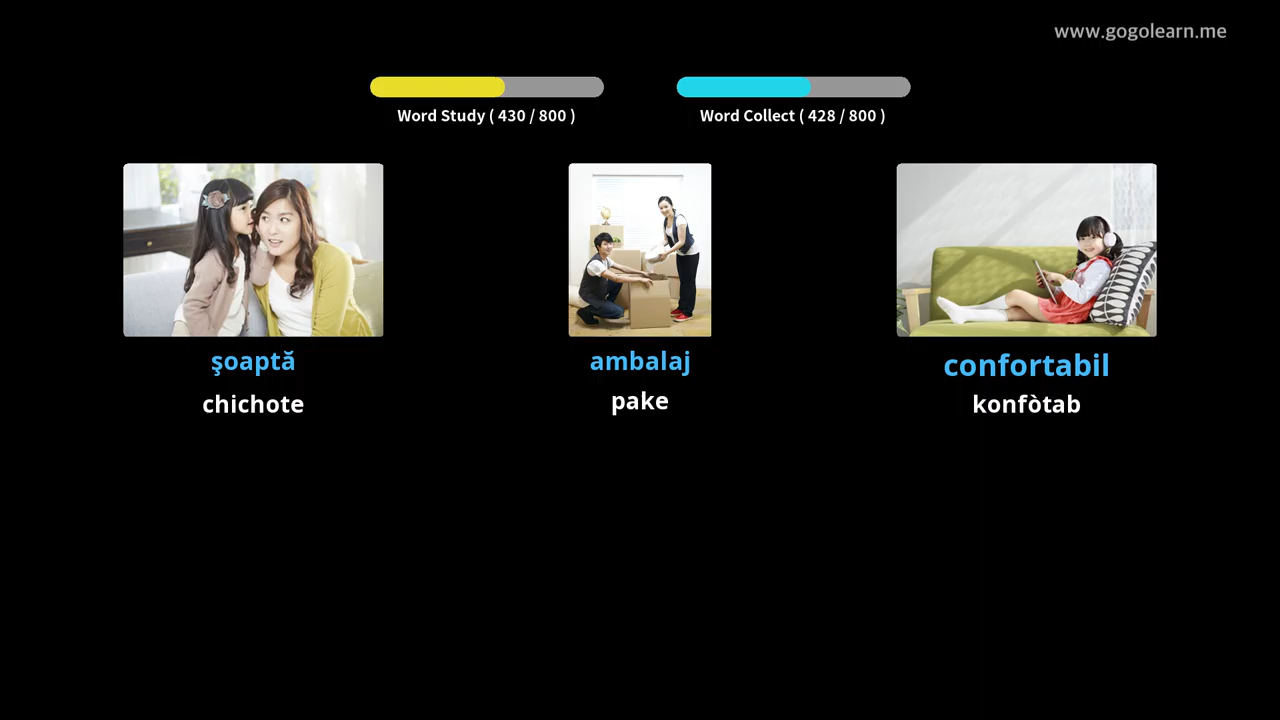 www.gogolearn.me
Word Study ( 430 / 800 )
Word Collect ( 428 / 800 )
şoaptă
ambalaj
confortabil
chichote
pake
konfòtab